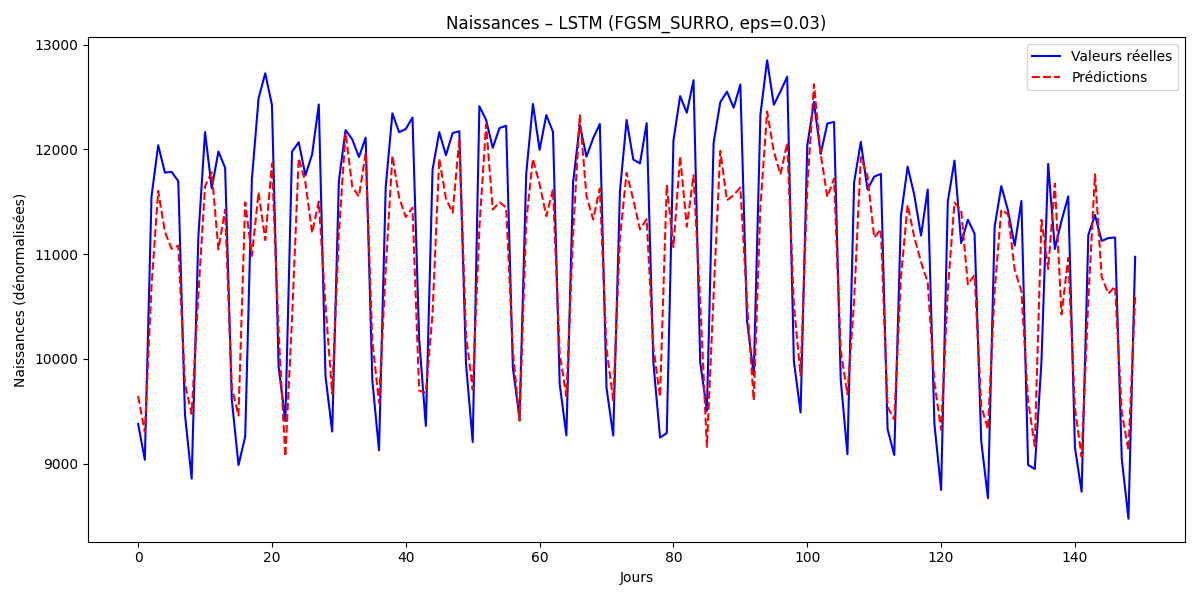 Naissances – LSTM (FGSM_SURRO, eps=0.03)
Valeurs réelles
Prédictions
Naissances (dénormalisées)
13000
12000
11000
10000
9000
0 20 40 60 80 100 120 140
Jours